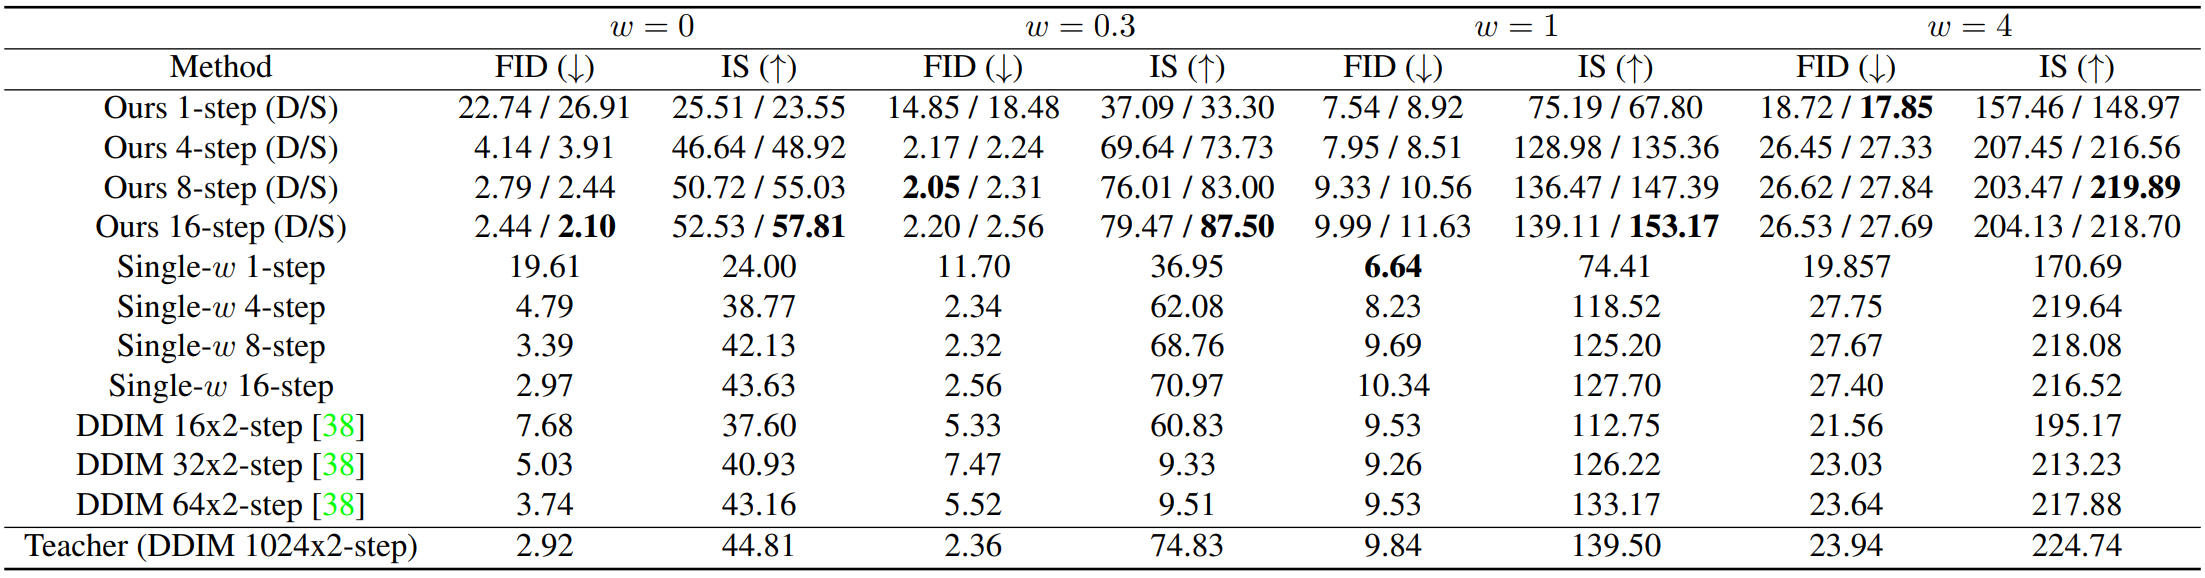 w = 0 w = 0.3 w = 1 w = 4
Method FID (↓) IS (↑) FID (↓) IS (↑) FID (↓) IS (↑) FID (↓) IS (↑)
Ours 1-step (D/S) 22.74 / 26.91 25.51 / 23.55 14.85 / 18.48 37.09 / 33.30 7.54 / 8.92 75.19 / 67.80 18.72 / 17.85 157.46 / 148.97
Ours 4-step (D/S) 4.14 / 3.91 46.64 / 48.92 2.17 / 2.24 69.64 / 73.73 7.95 / 8.51 128.98 / 135.36 26.45 / 27.33 207.45 / 216.56
Ours 8-step (D/S) 2.79 / 2.44 50.72 / 55.03 2.05 / 2.31 76.01 / 83.00 9.33 / 10.56 136.47 / 147.39 26.62 / 27.84 203.47 / 219.89
Ours 16-step (D/S) 2.44 / 2.10 52.53 / 57.81 2.20 / 2.56 79.47 / 87.50 9.99 / 11.63 139.11 / 153.17 26.53 / 27.69 204.13 / 218.70
Single-w 1-step 19.61 24.00 11.70 36.95 6.64 74.41 19.857 170.69
Single-w 4-step 4.79 38.77 2.34 62.08 8.23 118.52 27.75 219.64
Single-w 8-step 3.39 42.13 2.32 68.76 9.69 125.20 27.67 218.08
Single-w 16-step 2.97 43.63 2.56 70.97 10.34 127.70 27.40 216.52
DDIM 16x2-step [38] 7.68 37.60 5.33 60.83 9.53 112.75 21.56 195.17
DDIM 32x2-step [38] 5.03 40.93 7.47 9.33 9.26 126.22 23.03 213.23
DDIM 64x2-step [38] 3.74 43.16 5.52 9.51 9.53 133.17 23.64 217.88
Teacher (DDIM 1024x2-step) 2.92 44.81 2.36 74.83 9.84 139.50 23.94 224.74